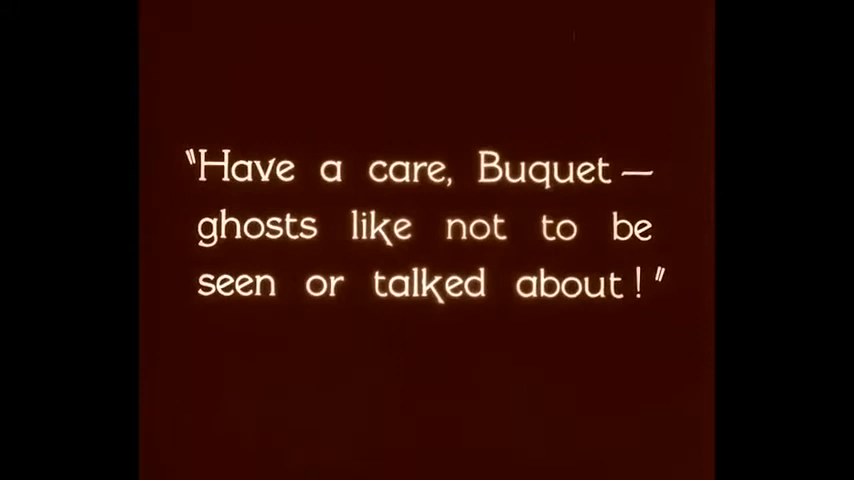 "Have a care, Buquet —
ghosts like not to be
seen or talked about!"